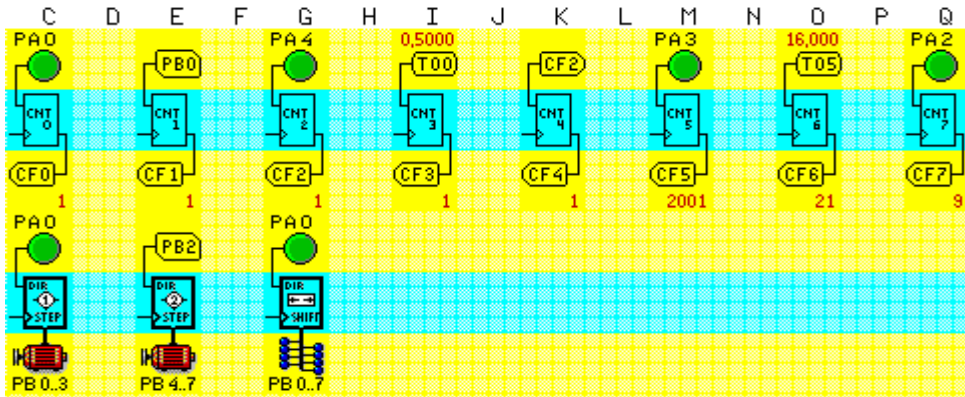 C D E F G H I J K L M N O P Q
PA0 PA4 0,5000 PA3 16,000 PA2
PB0 T00 CF2 T05
CNT 0 CNT 1 CNT 2 CNT 3 CNT 4 CNT 5 CNT 6 CNT 7
CF0 CF1 CF2 CF3 CF4 CF5 CF6 CF7
1 1 1 1 1 2001 21 9
PA0 PA0
PB2
DIR DIR DIR
1 2
STEP STEP SHIFT
PB 0..3 PB 4..7 PB 0..7